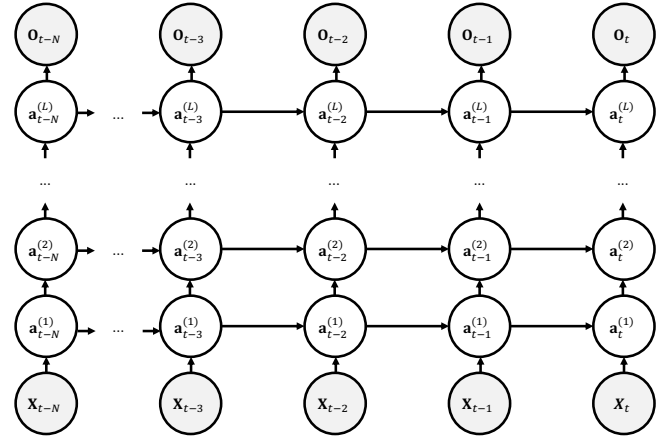 O_{t−N} O_{t−3} O_{t−2} O_{t−1} O_t
a_{t−N}^{(L)} ... a_{t−3}^{(L)} a_{t−2}^{(L)} a_{t−1}^{(L)} a_t^{(L)}
... ... ... ... ...
a_{t−N}^{(2)} ... a_{t−3}^{(2)} a_{t−2}^{(2)} a_{t−1}^{(2)} a_t^{(2)}
a_{t−N}^{(1)} ... a_{t−3}^{(1)} a_{t−2}^{(1)} a_{t−1}^{(1)} a_t^{(1)}
X_{t−N} X_{t−3} X_{t−2} X_{t−1} X_t